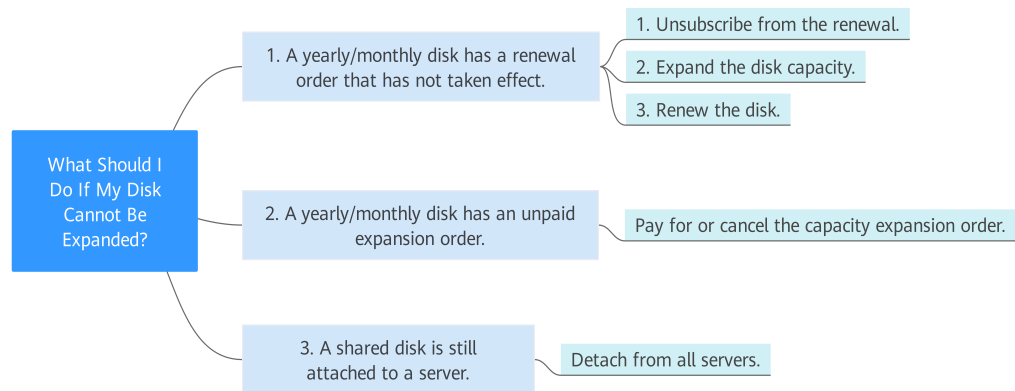 What Should I
Do If My Disk
Cannot Be
Expanded?
1. A yearly/monthly disk has a renewal
order that has not taken effect.
1. Unsubscribe from the renewal.
2. Expand the disk capacity.
3. Renew the disk.
2. A yearly/monthly disk has an unpaid
expansion order.
Pay for or cancel the capacity expansion order.
3. A shared disk is still
attached to a server.
Detach from all servers.